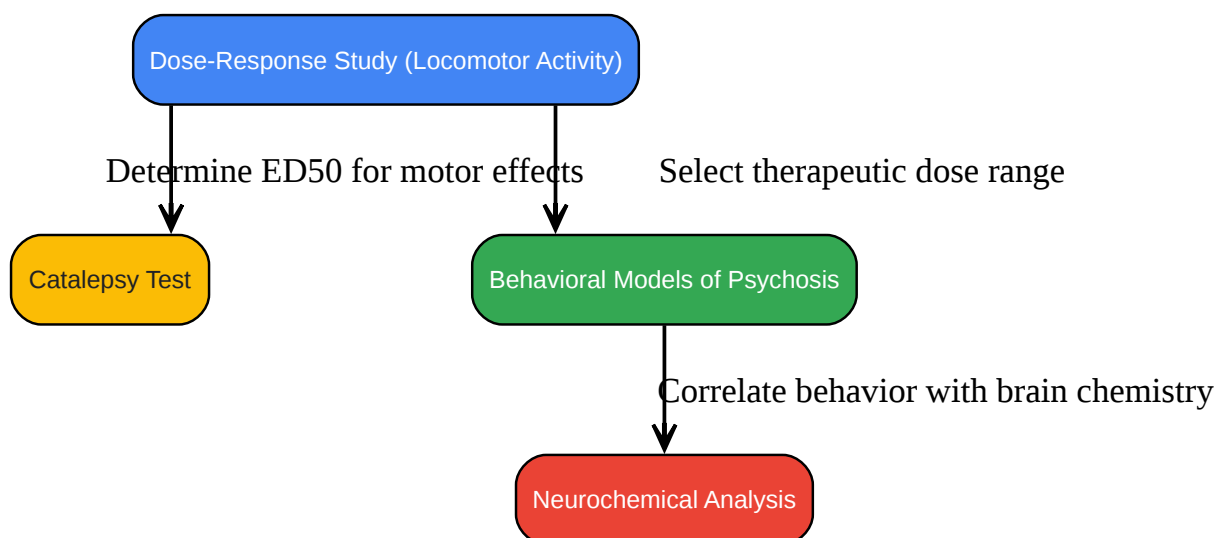 Dose-Response Study (Locomotor Activity)
Determine ED50 for motor effects
Select therapeutic dose range
Catalepsy Test
Behavioral Models of Psychosis
Correlate behavior with brain chemistry
Neurochemical Analysis